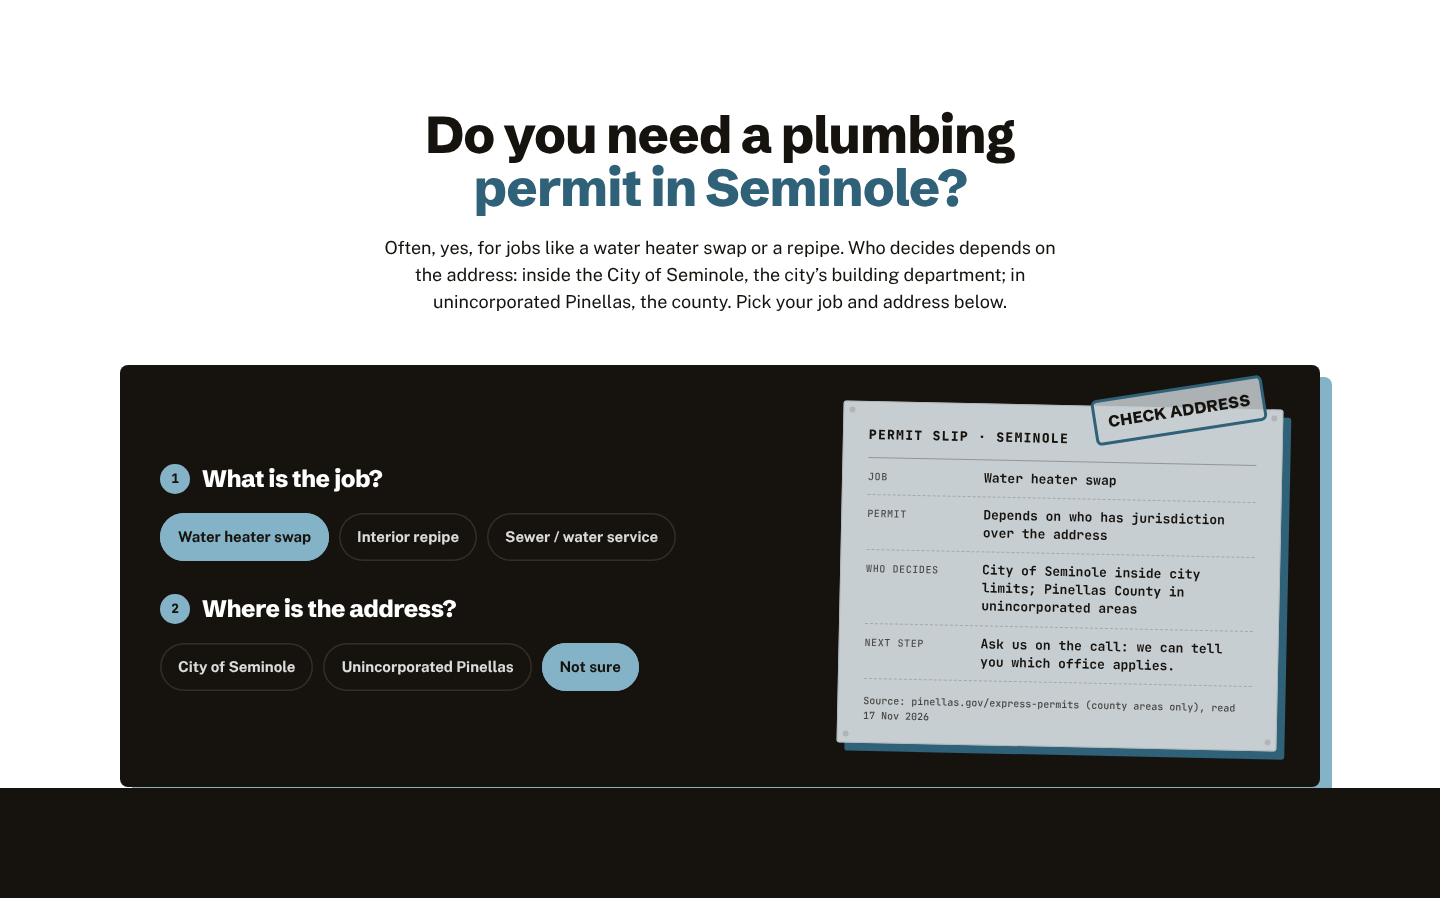 Do you need a plumbing
permit in Seminole?
Often, yes, for jobs like a water heater swap or a repipe. Who decides depends on
the address: inside the City of Seminole, the city’s building department; in
unincorporated Pinellas, the county. Pick your job and address below.
1 What is the job?
Water heater swap Interior repipe Sewer / water service
2 Where is the address?
City of Seminole Unincorporated Pinellas Not sure
CHECK ADDRESS
PERMIT SLIP · SEMINOLE
JOB Water heater swap
PERMIT Depends on who has jurisdiction
over the address
WHO DECIDES City of Seminole inside city
limits; Pinellas County in
unincorporated areas
NEXT STEP Ask us on the call: we can tell
you which office applies.
Source: pinellas.gov/express-permits (county areas only), read
17 Nov 2026